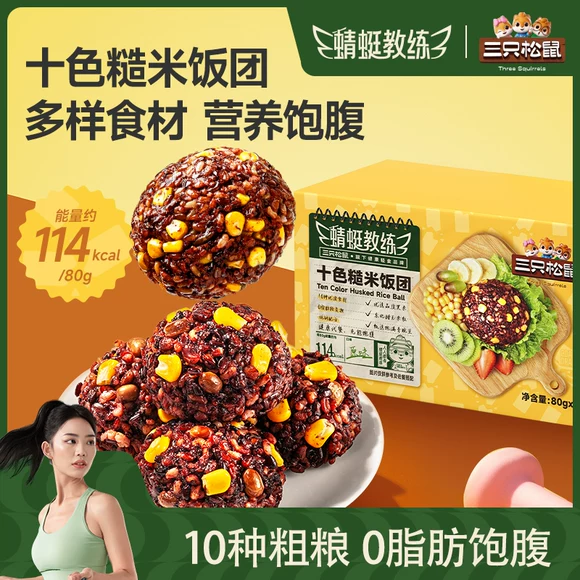 蜻蜓教练
三只松鼠
Three Squirrels
十色糙米饭团
多样食材 营养饱腹
能量约
114kcal
/80g
蜻蜓教练
三只松鼠
十色糙米饭团
Ten Color Husked Rice Ball
114
三只松鼠
净含量:80gx
10种粗粮 0脂肪饱腹